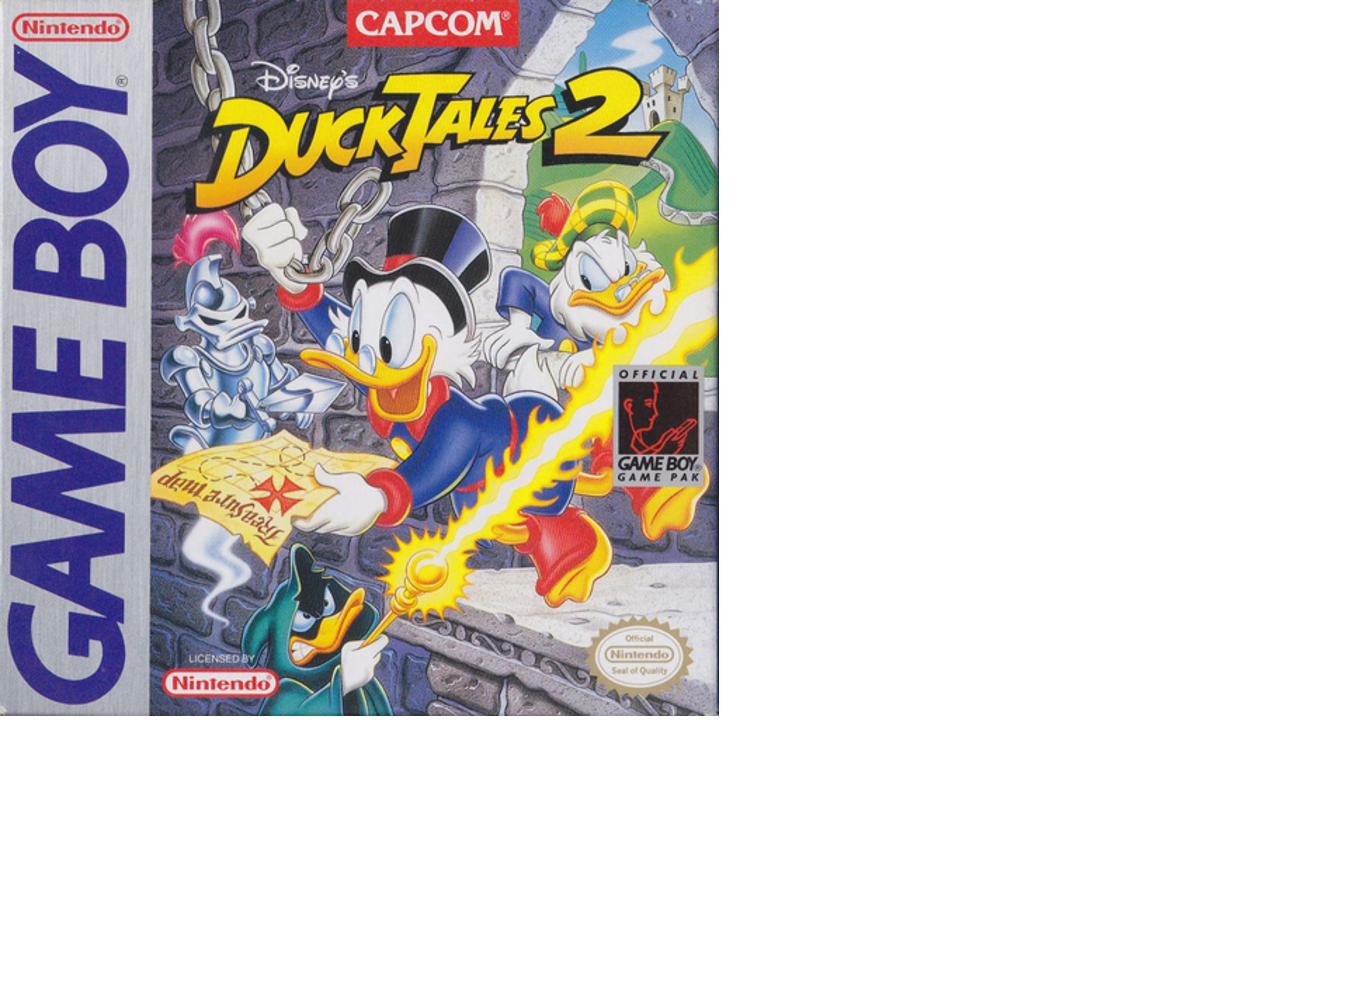 Nintendo®
GAME BOY®
CAPCOM®
DISNEY'S
DUCKTALES 2
OFFICIAL
GAME BOY®
GAME PAK
Treasure map
LICENSED BY
Nintendo®
Official
Nintendo
Seal of Quality